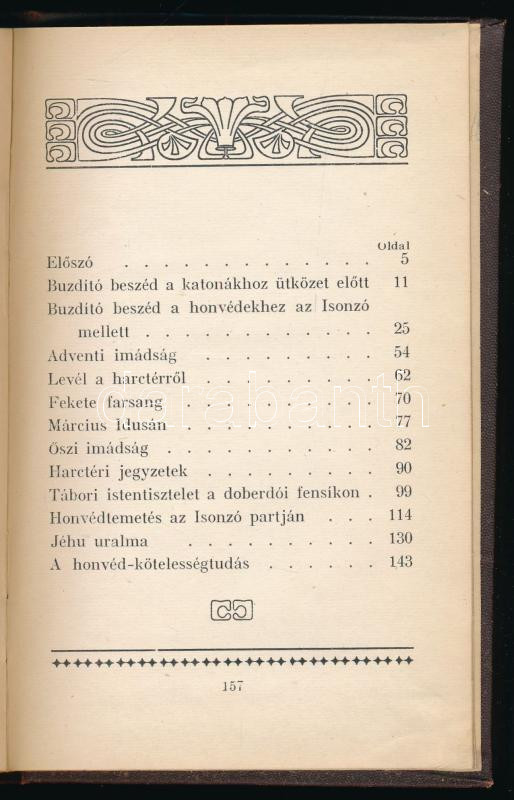 Oldal
Előszó . . . . . . . . . . . . . 5
Buzdító beszéd a katonákhoz ütközet előtt 11
Buzdító beszéd a honvédekhez az Isonzó
mellett . . . . . . . . . . . 25
Adventi imádság . . . . . . . . . 54
Levél a harctérről . . . . . . . . . 62
Fekete farsang . . . . . . . . . . 70
Március Idusán . . . . . . . . . . 77
Őszi imádság . . . . . . . . . . . 82
Harctéri jegyzetek . . . . . . . . . 90
Tábori istentisztelet a doberdói fensíkon . 99
Honvédtemetés az Isonzó partján . . . 114
Jéhu uralma . . . . . . . . . . 130
A honvéd-kötelességtudás . . . . . . 143
157
darabanth